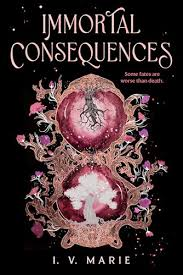 IMMORTAL
CONSEQUENCES
Some fates are
worse than death.
I. V. MARIE